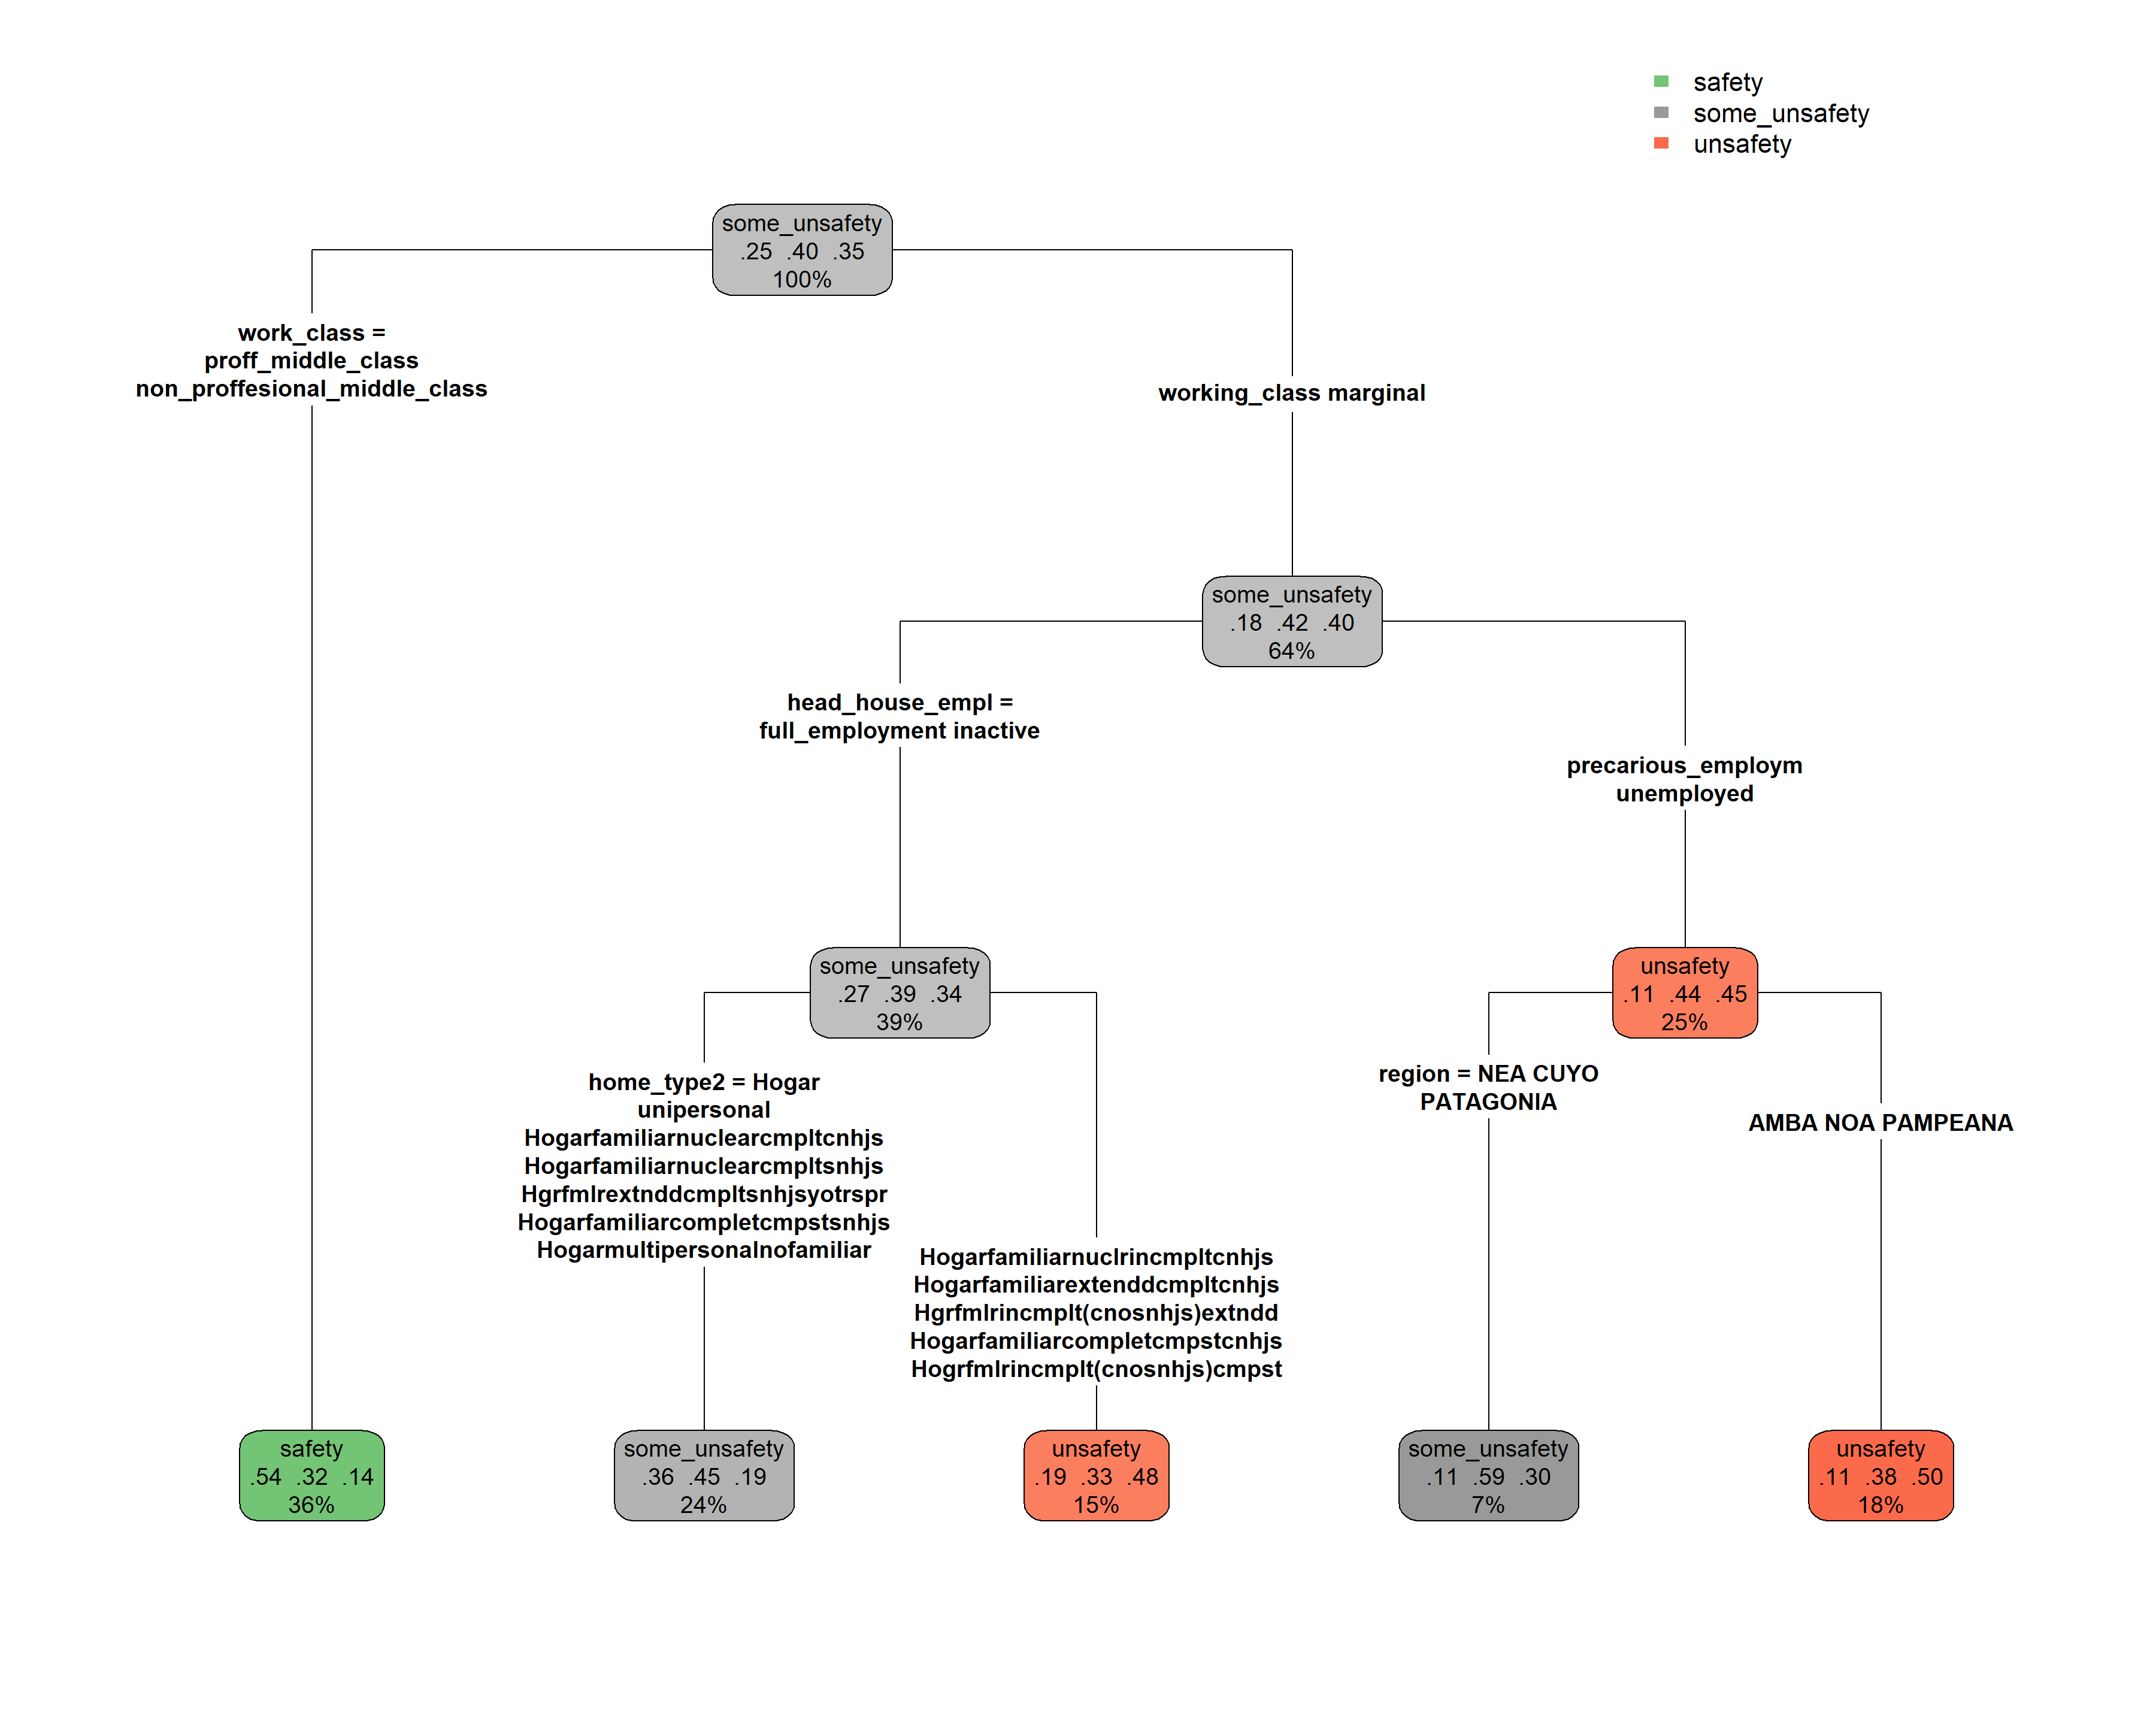 safety
some_unsafety
unsafety
some_unsafety
.25 .40 .35
100%
work_class =
proff_middle_class
non_proffesional_middle_class
working_class marginal
some_unsafety
.18 .42 .40
64%
head_house_empl =
full_employment inactive
precarious_employm
unemployed
some_unsafety
.27 .39 .34
39%
unsafety
.11 .44 .45
25%
home_type2 = Hogar
unipersonal
Hogarfamiliarnuclearcmpltcnhjs
Hogarfamiliarnuclearcmpltsnhjs
Hgrfmlrextnddcmpltsnhjsyotrspr
Hogarfamiliarcompletcmpstsnhjs
Hogarmultipersonalnofamiliar
Hogarfamiliarnuclrincmpltcnhjs
Hogarfamiliarextenddcmpltcnhjs
Hgrfmlrincmplt(cnosnhjs)extndd
Hogarfamiliarcompletcmpstcnhjs
Hogrfmlrincmplt(cnosnhjs)cmpst
region = NEA CUYO
PATAGONIA
AMBA NOA PAMPEANA
safety
.54 .32 .14
36%
some_unsafety
.36 .45 .19
24%
unsafety
.19 .33 .48
15%
some_unsafety
.11 .59 .30
7%
unsafety
.11 .38 .50
18%